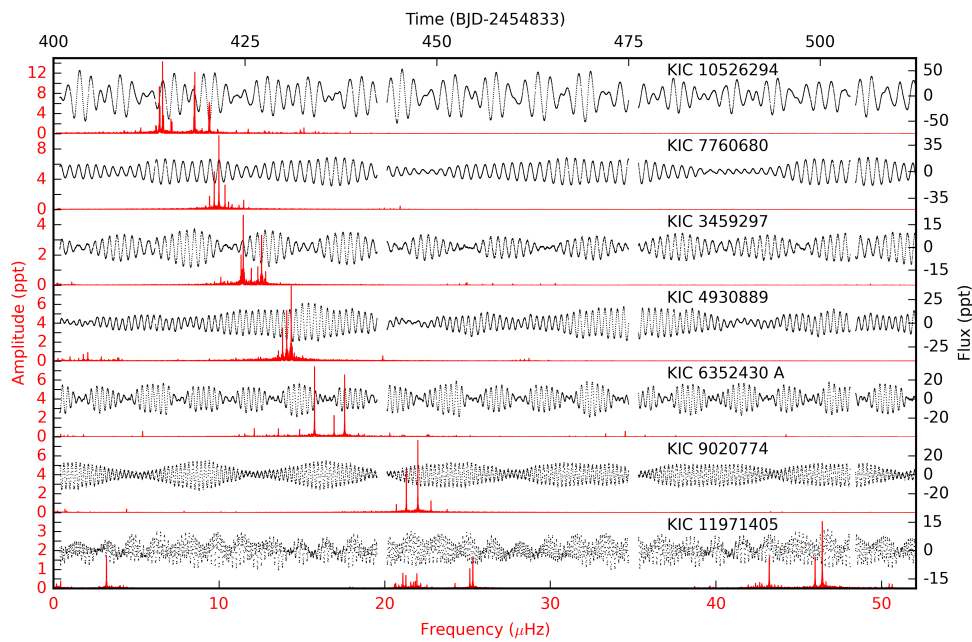 Time (BJD-2454833)
400 425 450 475 500
KIC 10526294
12 8 4 0
50 0 -50
KIC 7760680
8 4 0
35 0 -35
KIC 3459297
4 2 0
15 0 -15
KIC 4930889
6 4 2 0
25 0 -25
KIC 6352430 A
6 4 2 0
20 0 -20
KIC 9020774
6 4 2 0
20 0 -20
KIC 11971405
3 2 1 0
15 0 -15
Amplitude (ppt)
Flux (ppt)
0 10 20 30 40 50
Frequency (μHz)